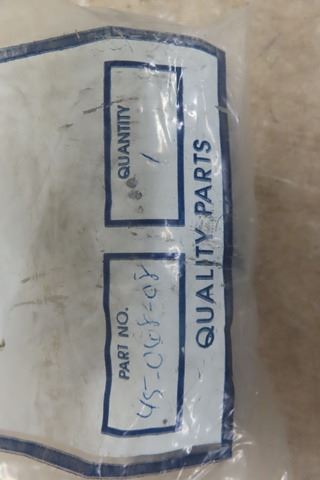 PART NO. QUANTITY
45-048-08 1
QUALITY PARTS